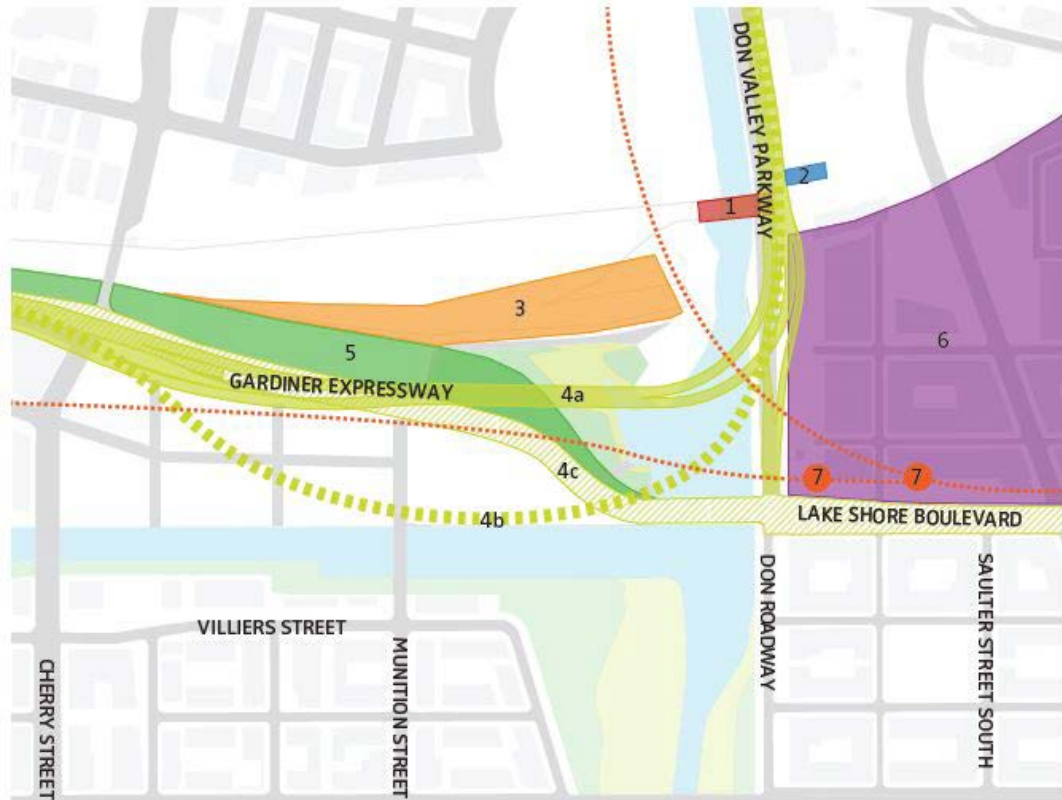 DON VALLEY PARKWAY
2
1
3
6
5
GARDINER EXPRESSWAY
4a
4c
7
7
4b
LAKE SHORE BOULEVARD
VILLIERS STREET
CHERRY STREET
MUNITION STREET
DON ROADWAY
SAULTER STREET SOUTH